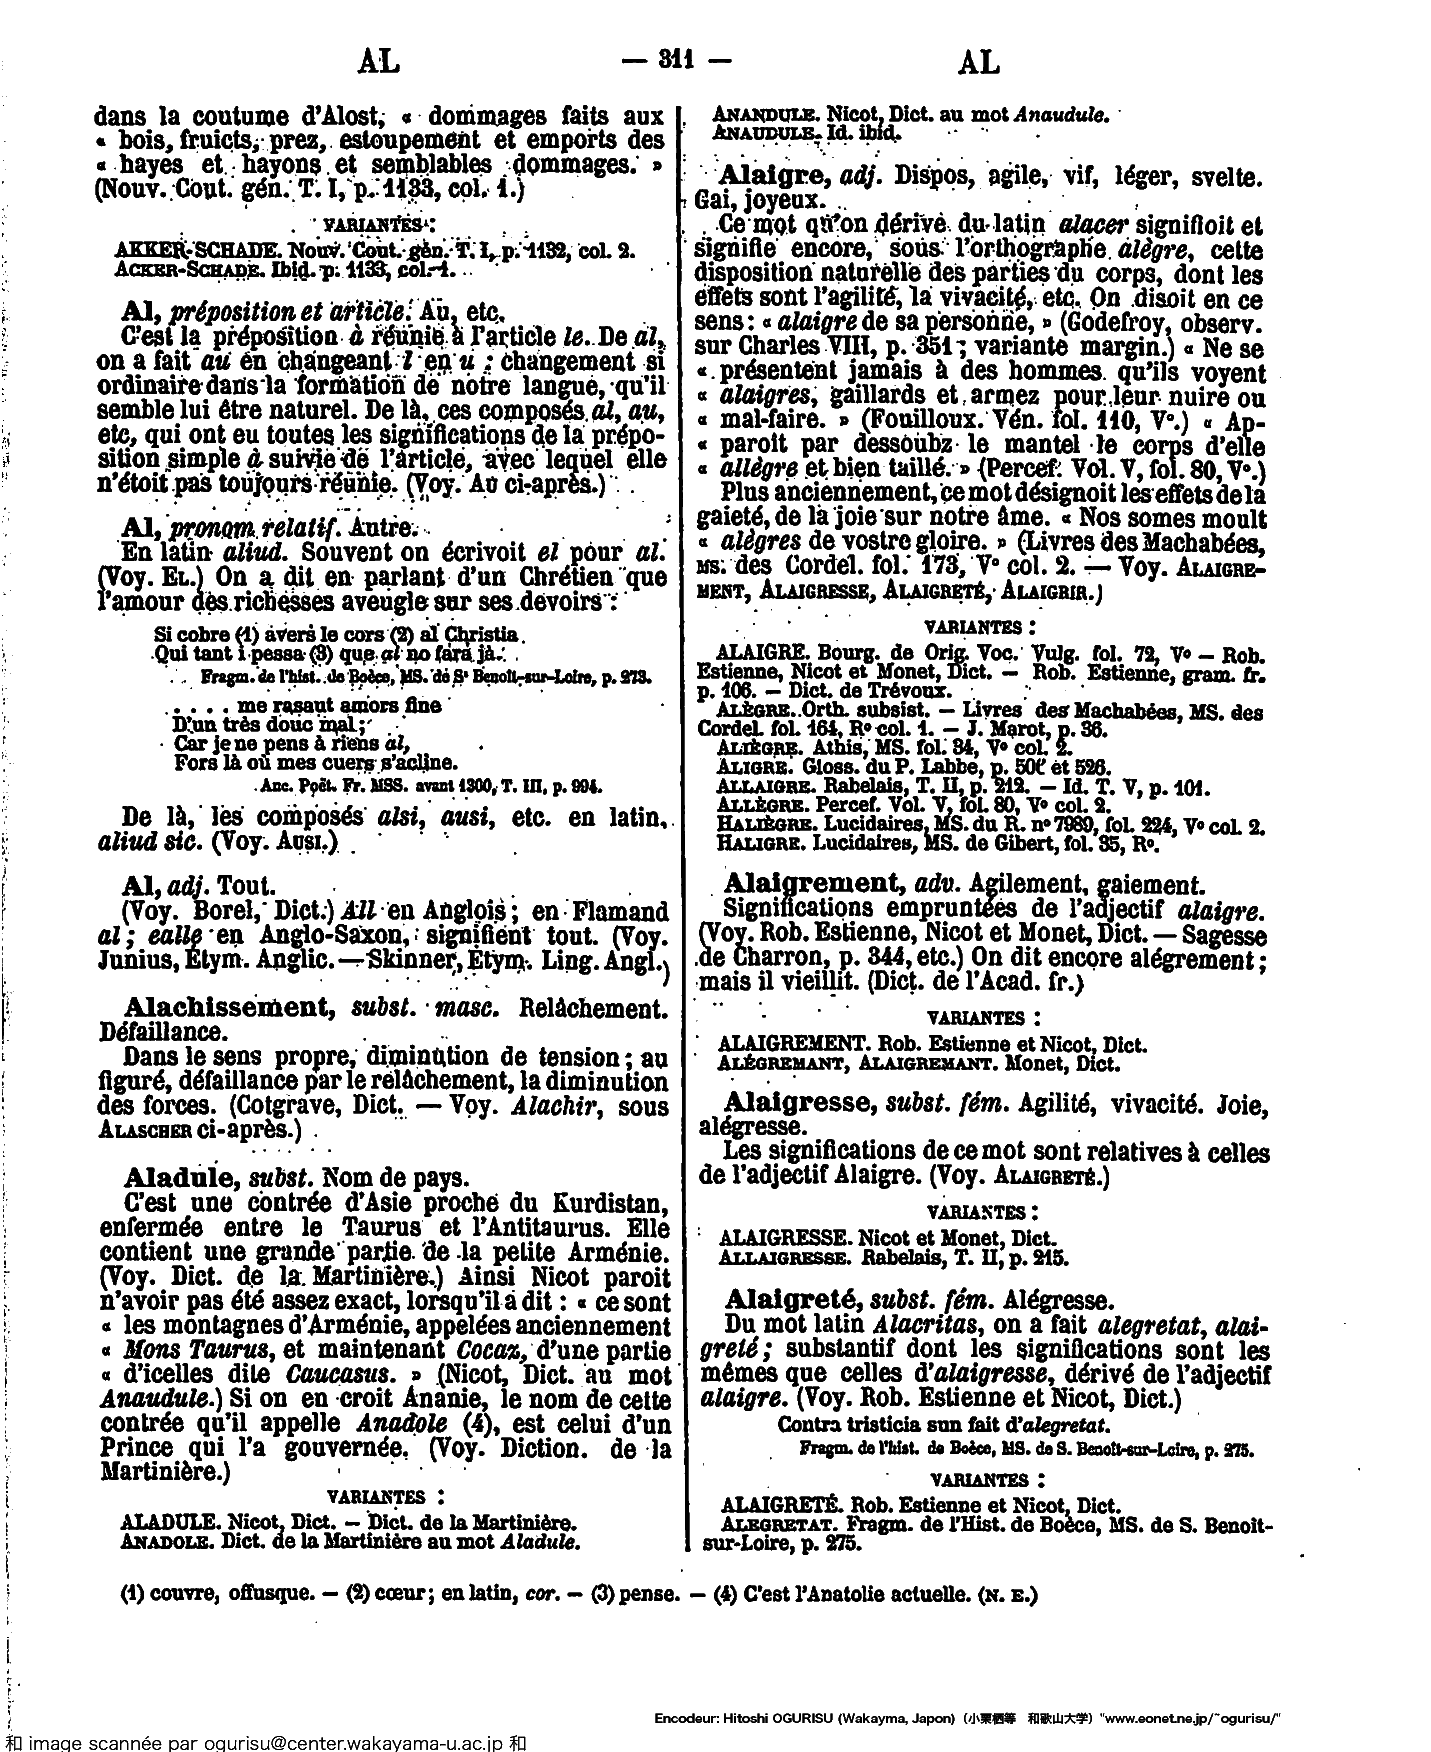 AL
— 311 —
AL
dans la coutume d'Alost, « dommages faits aux
« bois, fruicts, prez, estoupement et emports des
« hayes et hayons et semblables dommages. »
(Nouv. Cout. gén. T. I, p. 1133, col. 1.)
VARIANTES :
AKKER-SCHADE. Nouv. Cout. gén. T. I, p. 1132, col. 2.
ACKER-SCHADE. Ibid. p. 1133, col. 1.
Al, préposition et article. Au, etc.
C'est la préposition à réunie à l'article le. De al,
on a fait au en changeant l en u ; changement si
ordinaire dans la formation de notre langue, qu'il
semble lui être naturel. De là, ces composés al, au,
etc, qui ont eu toutes les significations de la prépo-
sition simple à suivie de l'article, avec lequel elle
n'étoit pas toujours réunie. (Voy. AU ci-après.)
Al, pronom relatif. Autre.
En latin aliud. Souvent on écrivoit el pour al.
(Voy. EL.) On a dit en parlant d'un Chrétien que
l'amour des richesses aveugle sur ses devoirs :
Si cobre (1) avers le cors (2) al Christia
Qui tant i pessa (3) que al no fara jà.
Fragm. de l'hist. de Boèce, MS. de St Benoit-sur-Loire, p. 273.
. . . . . me rasaut amors fine
D'un très douc mal;
Car je ne pens à riens al,
Fors là où mes cuers s'acline.
Anc. Poët. Fr. MSS. avant 1300, T. III, p. 994.
De là, les composés alsi, ausi, etc. en latin,
aliud sic. (Voy. AUSI.)
Al, adj. Tout.
(Voy. Borel, Dict.) All en Anglois ; en Flamand
al ; ealle en Anglo-Saxon, signifient tout. (Voy.
Junius, Etym. Anglic. — Skinner, Etym. Ling. Angl.)
Alachissement, subst. masc. Relâchement.
Défaillance.
Dans le sens propre, diminution de tension ; au
figuré, défaillance par le relâchement, la diminution
des forces. (Cotgrave, Dict. — Voy. Alachir, sous
ALASCHER ci-après.)
Aladule, subst. Nom de pays.
C'est une contrée d'Asie proche du Kurdistan,
enfermée entre le Taurus et l'Antitaurus. Elle
contient une grande partie de la petite Arménie.
(Voy. Dict. de la Martinière.) Ainsi Nicot paroit
n'avoir pas été assez exact, lorsqu'il a dit : « ce sont
« les montagnes d'Arménie, appelées anciennement
« Mons Taurus, et maintenant Cocaz, d'une partie
« d'icelles dite Caucasus. » (Nicot, Dict. au mot
Anaudule.) Si on en croit Ananie, le nom de cette
contrée qu'il appelle Anadole (4), est celui d'un
Prince qui l'a gouvernée. (Voy. Diction. de la
Martinière.)
VARIANTES :
ALADULE. Nicot, Dict. — Dict. de la Martinière.
ANADOLE. Dict. de la Martinière au mot Aladule.
ANANDULE. Nicot, Dict. au mot Anaudule.
ANAUDULE. Id. ibid.
Alaigre, adj. Dispos, agile, vif, léger, svelte.
Gai, joyeux.
Ce mot qu'on dérive du latin alacer signifioit et
signifie encore, sous l'orthographe alègre, cette
disposition naturelle des parties du corps, dont les
effets sont l'agilité, la vivacité, etc. On disoit en ce
sens : « alaigre de sa personne, » (Godefroy, observ.
sur Charles VIII, p. 351 ; variante margin.) « Ne se
« présentent jamais à des hommes qu'ils voyent
« alaigres, gaillards et armez pour leur nuire ou
« mal-faire. » (Fouilloux. Vén. fol. 110, V°.) « Ap-
« paroit par dessoubz le mantel le corps d'elle
« allègre et bien taillé. » (Percef. Vol. V, fol. 80, V°.)
Plus anciennement, ce mot désignoit les effets de la
gaieté, de la joie sur notre âme. « Nos somes moult
« alègres de vostre gloire. » (Livres des Machabées,
MS. des Cordel. fol. 173, V° col. 2. — Voy. ALAIGRE-
MENT, ALAIGRESSE, ALAIGRETÉ, ALAIGRIR.)
VARIANTES :
ALAIGRE. Bourg. de Orig. Voc. Vulg. fol. 72, V° — Rob.
Estienne, Nicot et Monet, Dict. — Rob. Estienne, gram. fr.
p. 106. — Dict. de Trévoux.
ALÈGRE. Orth. subsist. — Livres des Machabées, MS. des
Cordel. fol. 164, R° col. 1. — J. Marot, p. 36.
ALIÈGRE. Athis, MS. fol. 34, V° col. 2.
ALIGRE. Gloss. du P. Labbe, p. 506 et 526.
ALLAIGRE. Rabelais, T. II, p. 212. — Id. T. V, p. 101.
ALLÈGRE. Percef. Vol. V, fol. 80, V° col. 2.
HALIÈGRE. Lucidaires, MS. du R. n° 7989, fol. 224, V° col. 2.
HALIGRE. Lucidaires, MS. de Gibert, fol. 35, R°.
Alaigrement, adv. Agilement, gaiement.
Significations empruntées de l'adjectif alaigre.
(Voy. Rob. Estienne, Nicot et Monet, Dict. — Sagesse
de Charron, p. 344, etc.) On dit encore alégrement ;
mais il vieillit. (Dict. de l'Acad. fr.)
VARIANTES :
ALAIGREMENT. Rob. Estienne et Nicot, Dict.
ALÉGREMANT, ALAIGREMANT. Monet, Dict.
Alaigresse, subst. fém. Agilité, vivacité. Joie,
alégresse.
Les significations de ce mot sont relatives à celles
de l'adjectif Alaigre. (Voy. ALAIGRETÉ.)
VARIANTES :
ALAIGRESSE. Nicot et Monet, Dict.
ALLAIGRESSE. Rabelais, T. II, p. 215.
Alaigreté, subst. fém. Alégresse.
Du mot latin Alacritas, on a fait alegretat, alai-
greté ; substantif dont les significations sont les
mêmes que celles d'alaigresse, dérivé de l'adjectif
alaigre. (Voy. Rob. Estienne et Nicot, Dict.)
Contra tristicia sun fait d'alegretat.
Fragm. de l'hist. de Boèce, MS. de S. Benoît-sur-Loire, p. 275.
VARIANTES :
ALAIGRETÉ. Rob. Estienne et Nicot, Dict.
ALEGRETAT. Fragm. de l'Hist. de Boèce, MS. de S. Benoît-
sur-Loire, p. 275.
(1) couvre, offusque. — (2) cœur ; en latin, cor. — (3) pense. — (4) C'est l'Anatolie actuelle. (N. E.)
Encodeur: Hitoshi OGURISU (Wakayma, Japon) (小栗栖等 和歌山大学) "www.eonet.ne.jp/~ogurisu/"
和 image scannée par ogurisu@center.wakayama-u.ac.jp 和